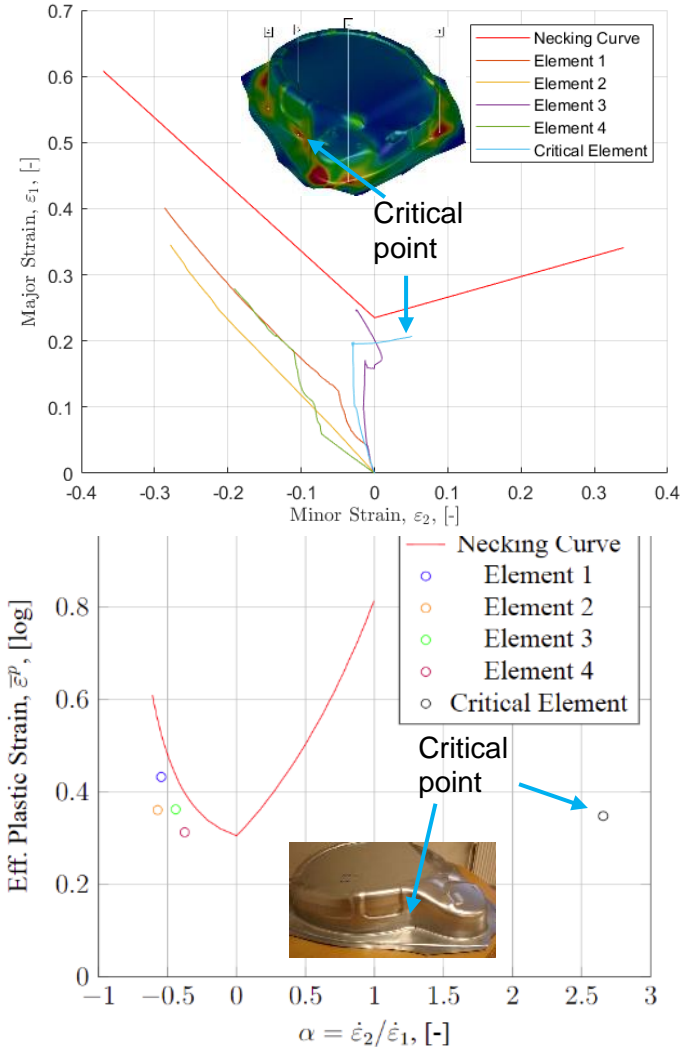 0.7
0.6
0.5
0.4
0.3
0.2
0.1
0
-0.4
-0.3
-0.2
-0.1
0
0.1
0.2
0.3
0.4
Major Strain, ε₁, [-]
Minor Strain, ε₂, [-]
Necking Curve
Element 1
Element 2
Element 3
Element 4
Critical Element
Critical
point
Necking Curve
Element 1
Element 2
Element 3
Element 4
Critical Element
Critical
point
0.8
0.6
0.4
0.2
0
−1
−0.5
0
0.5
1
1.5
2
2.5
3
Eff. Plastic Strain, ε̅ᵖ, [log]
α = ε̇₂/ε̇₁, [-]